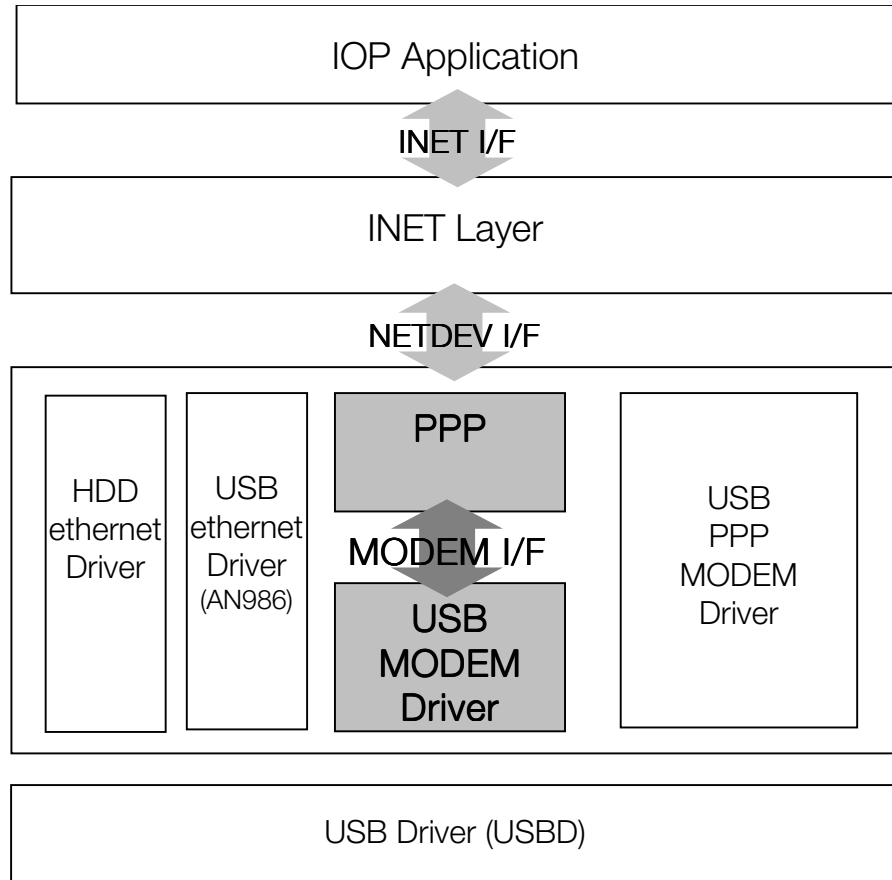 IOP Application
INET I/F
INET Layer
NETDEV I/F
HDD
ethernet
Driver
USB
ethernet
Driver
(AN986)
PPP
MODEM I/F
USB
MODEM
Driver
USB
PPP
MODEM
Driver
USB Driver (USBD)